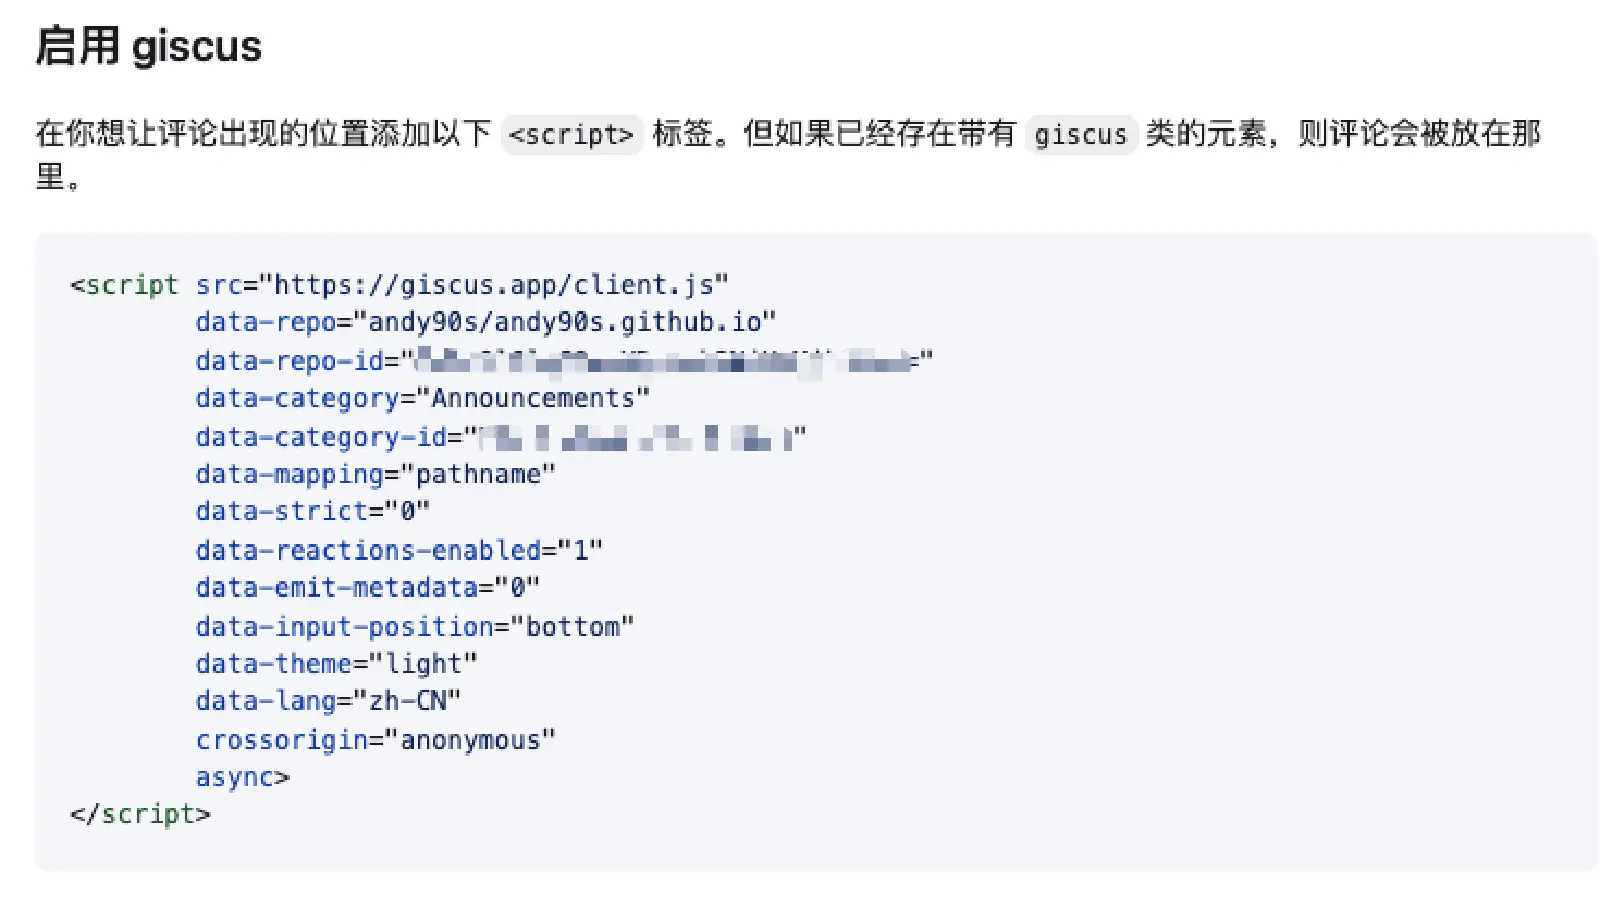 启用 giscus
在你想让评论出现的位置添加以下 <script> 标签。但如果已经存在带有 giscus 类的元素，则评论会被放在那
里。
<script src="https://giscus.app/client.js"
data-repo="andy90s/andy90s.github.io"
data-repo-id="
data-category="Announcements"
data-category-id="
data-mapping="pathname"
data-strict="0"
data-reactions-enabled="1"
data-emit-metadata="0"
data-input-position="bottom"
data-theme="light"
data-lang="zh-CN"
crossorigin="anonymous"
async>
</script>